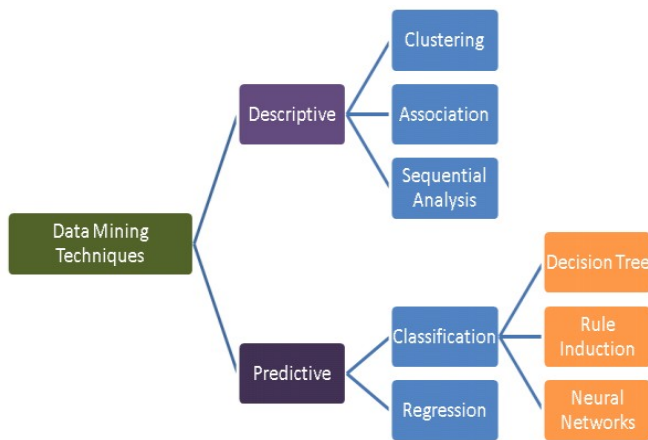 Data Mining
Techniques
Descriptive
Clustering
Association
Sequential
Analysis
Predictive
Classification
Decision Tree
Rule
Induction
Neural
Networks
Regression